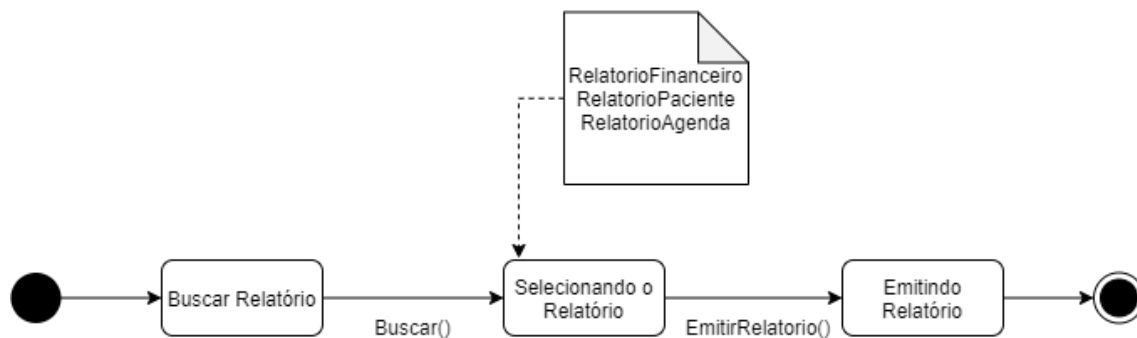 RelatorioFinanceiro
RelatorioPaciente
RelatorioAgenda
Buscar Relatório
Buscar()
Selecionando o
Relatório
EmitirRelatorio()
Emitindo
Relatório